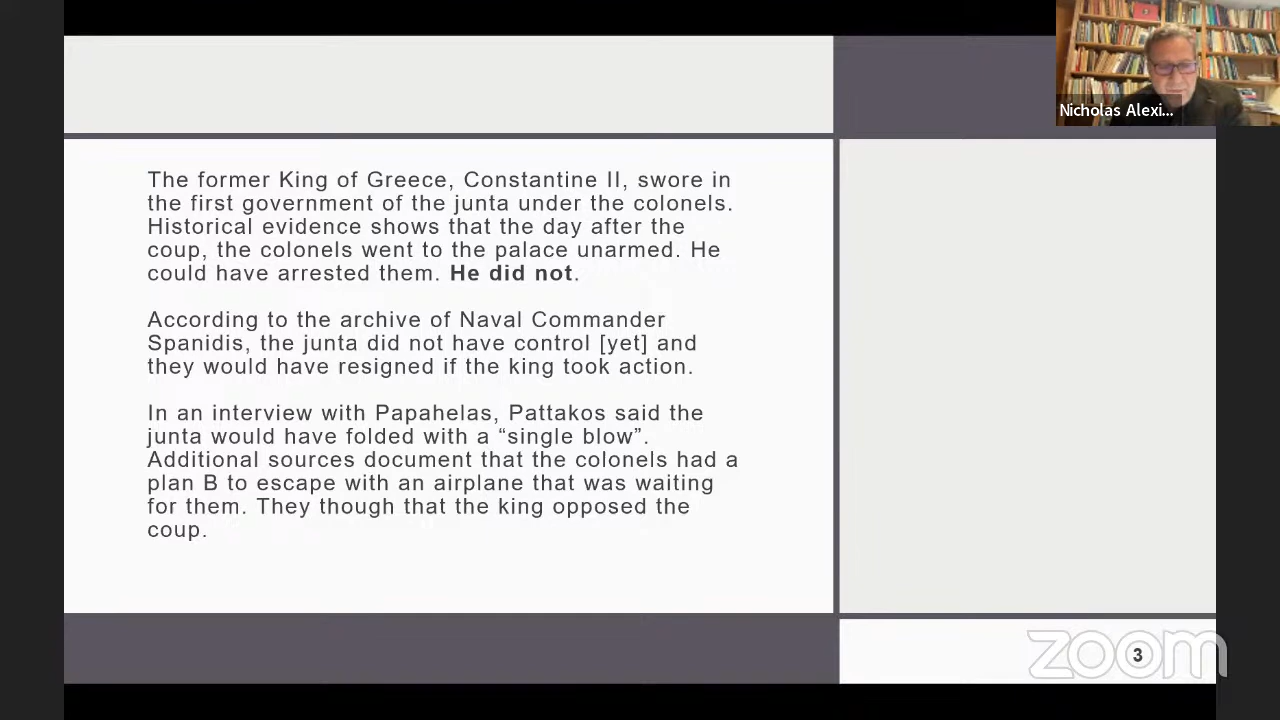 Nicholas Alexi...
The former King of Greece, Constantine II, swore in
the first government of the junta under the colonels.
Historical evidence shows that the day after the
coup, the colonels went to the palace unarmed. He
could have arrested them. He did not.
According to the archive of Naval Commander
Spanidis, the junta did not have control [yet] and
they would have resigned if the king took action.
In an interview with Papahelas, Pattakos said the
junta would have folded with a “single blow”.
Additional sources document that the colonels had a
plan B to escape with an airplane that was waiting
for them. They though that the king opposed the
coup.
zoom
3